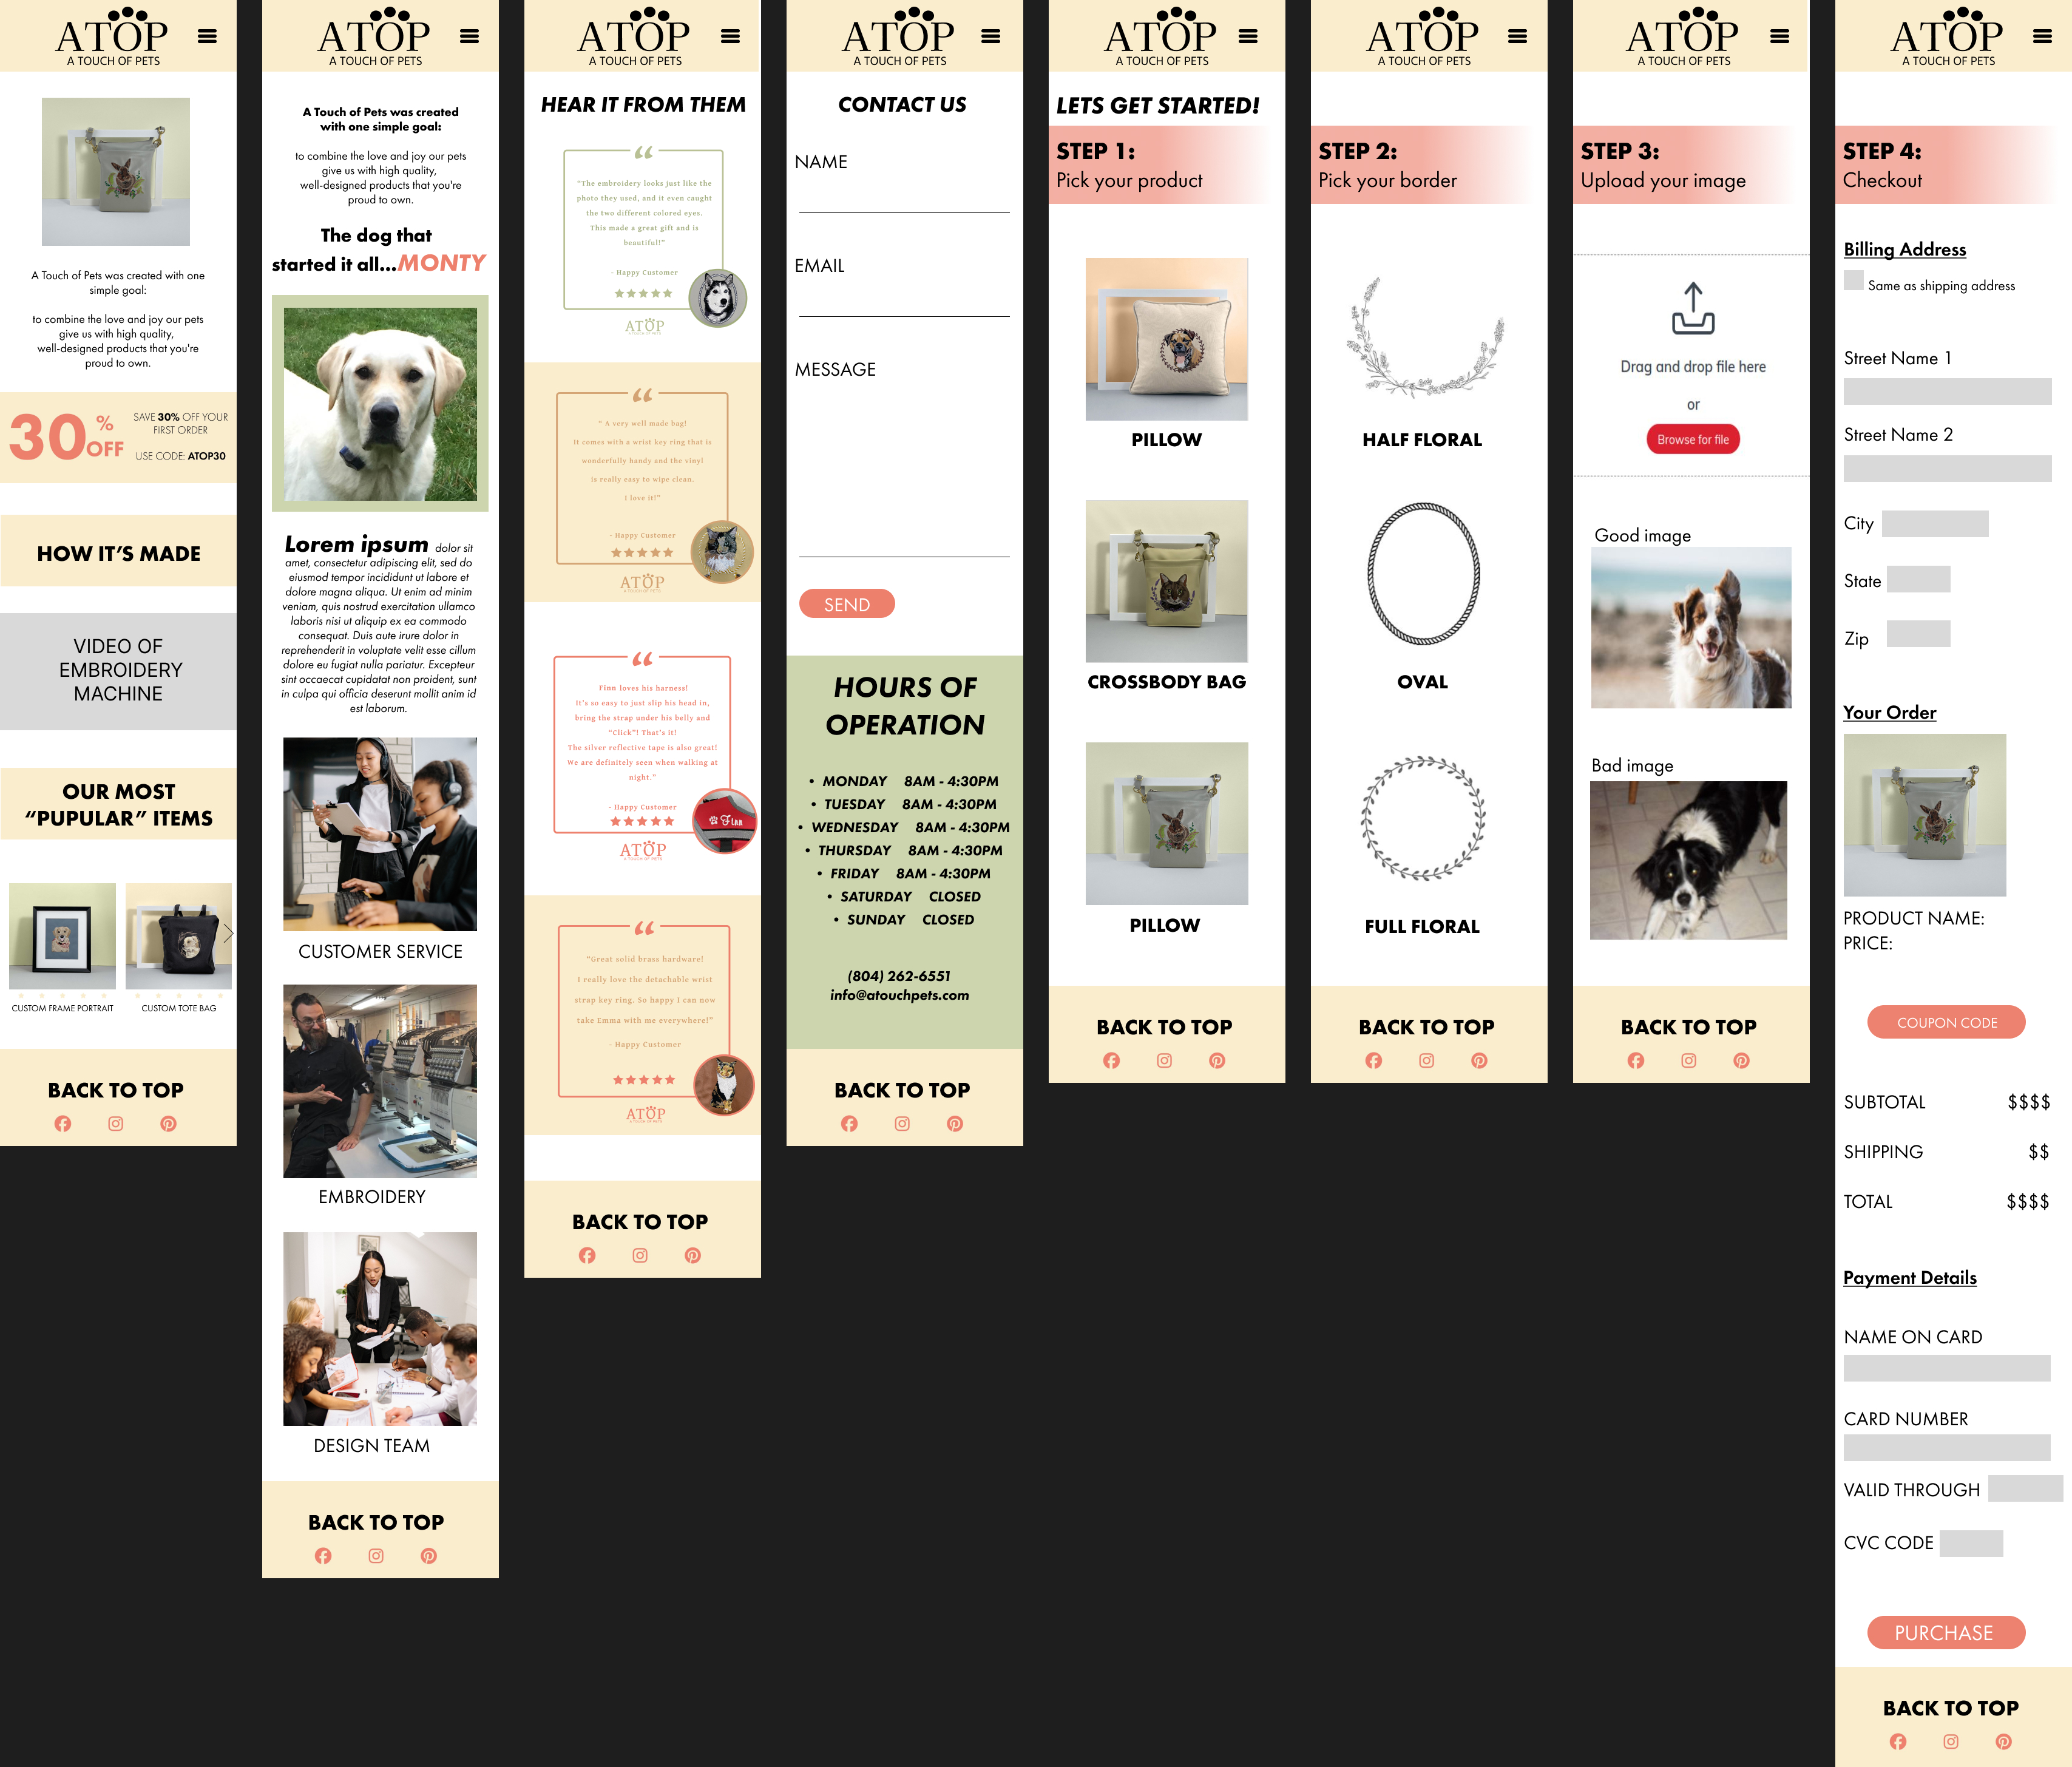 ATOP
A TOUCH OF PETS
A Touch of Pets was created with one
simple goal:
to combine the love and joy our pets
give us with high quality,
well-designed products that you're
proud to own.
30
%
OFF
SAVE 30% OFF YOUR
FIRST ORDER
USE CODE: ATOP30
HOW IT'S MADE
VIDEO OF
EMBROIDERY
MACHINE
OUR MOST
“PUPULAR” ITEMS
CUSTOM FRAME PORTRAIT
CUSTOM TOTE BAG
BACK TO TOP
ATOP
A TOUCH OF PETS
A Touch of Pets was created
with one simple goal:
to combine the love and joy our pets
give us with high quality,
well-designed products that you're
proud to own.
The dog that
started it all...MONTY
Lorem ipsum dolor sit
amet, consectetur adipiscing elit, sed do
eiusmod tempor incididunt ut labore et
dolore magna aliqua. Ut enim ad minim
veniam, quis nostrud exercitation ullamco
laboris nisi ut aliquip ex ea commodo
consequat. Duis aute irure dolor in
reprehenderit in voluptate velit esse cillum
dolore eu fugiat nulla pariatur. Excepteur
sint occaecat cupidatat non proident, sunt
in culpa qui officia deserunt mollit anim id
est laborum.
CUSTOMER SERVICE
EMBROIDERY
DESIGN TEAM
BACK TO TOP
ATOP
A TOUCH OF PETS
HEAR IT FROM THEM
“The embroidery looks just like the
photo they used, and it even caught
the two different colored eyes.
This made a great gift and is
beautiful!”
- Happy Customer
ATOP
A TOUCH OF PETS
“ A very well made bag!
It comes with a wrist key ring that is
wonderfully handy and the vinyl
is really easy to wipe clean.
I love it!”
- Happy Customer
ATOP
A TOUCH OF PETS
Finn loves his harness!
It's so easy to just slip his head in,
bring the strap under his belly and
“Click”! That's it!
The silver reflective tape is also great!
We are definitely seen when walking at
night.”
- Happy Customer
Finn
ATOP
A TOUCH OF PETS
“Great solid brass hardware!
I really love the detachable wrist
strap key ring. So happy I can now
take Emma with me everywhere!”
- Happy Customer
ATOP
A TOUCH OF PETS
BACK TO TOP
ATOP
A TOUCH OF PETS
CONTACT US
NAME
EMAIL
MESSAGE
SEND
HOURS OF
OPERATION
• MONDAY 8AM - 4:30PM
• TUESDAY 8AM - 4:30PM
• WEDNESDAY 8AM - 4:30PM
• THURSDAY 8AM - 4:30PM
• FRIDAY 8AM - 4:30PM
• SATURDAY CLOSED
• SUNDAY CLOSED
(804) 262-6551
info@atouchpets.com
BACK TO TOP
ATOP
A TOUCH OF PETS
LETS GET STARTED!
STEP 1:
Pick your product
PILLOW
CROSSBODY BAG
PILLOW
BACK TO TOP
ATOP
A TOUCH OF PETS
STEP 2:
Pick your border
HALF FLORAL
OVAL
FULL FLORAL
BACK TO TOP
ATOP
A TOUCH OF PETS
STEP 3:
Upload your image
Drag and drop file here
or
Browse for file
Good image
Bad image
BACK TO TOP
ATOP
A TOUCH OF PETS
STEP 4:
Checkout
Billing Address
Same as shipping address
Street Name 1
Street Name 2
City
State
Zip
Your Order
PRODUCT NAME:
PRICE:
COUPON CODE
SUBTOTAL $$$$
SHIPPING $$
TOTAL $$$$
Payment Details
NAME ON CARD
CARD NUMBER
VALID THROUGH
CVC CODE
PURCHASE
BACK TO TOP